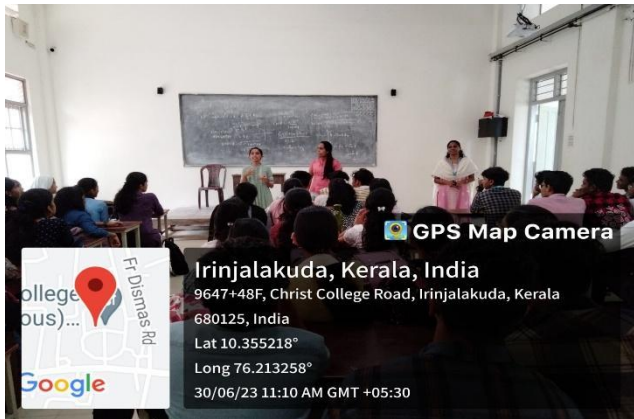 GPS Map Camera
ollege
ous)...
Fr Dismas Rd
Google
Irinjalakuda, Kerala, India
9647+48F, Christ College Road, Irinjalakuda, Kerala
680125, India
Lat 10.355218°
Long 76.213258°
30/06/23 11:10 AM GMT +05:30